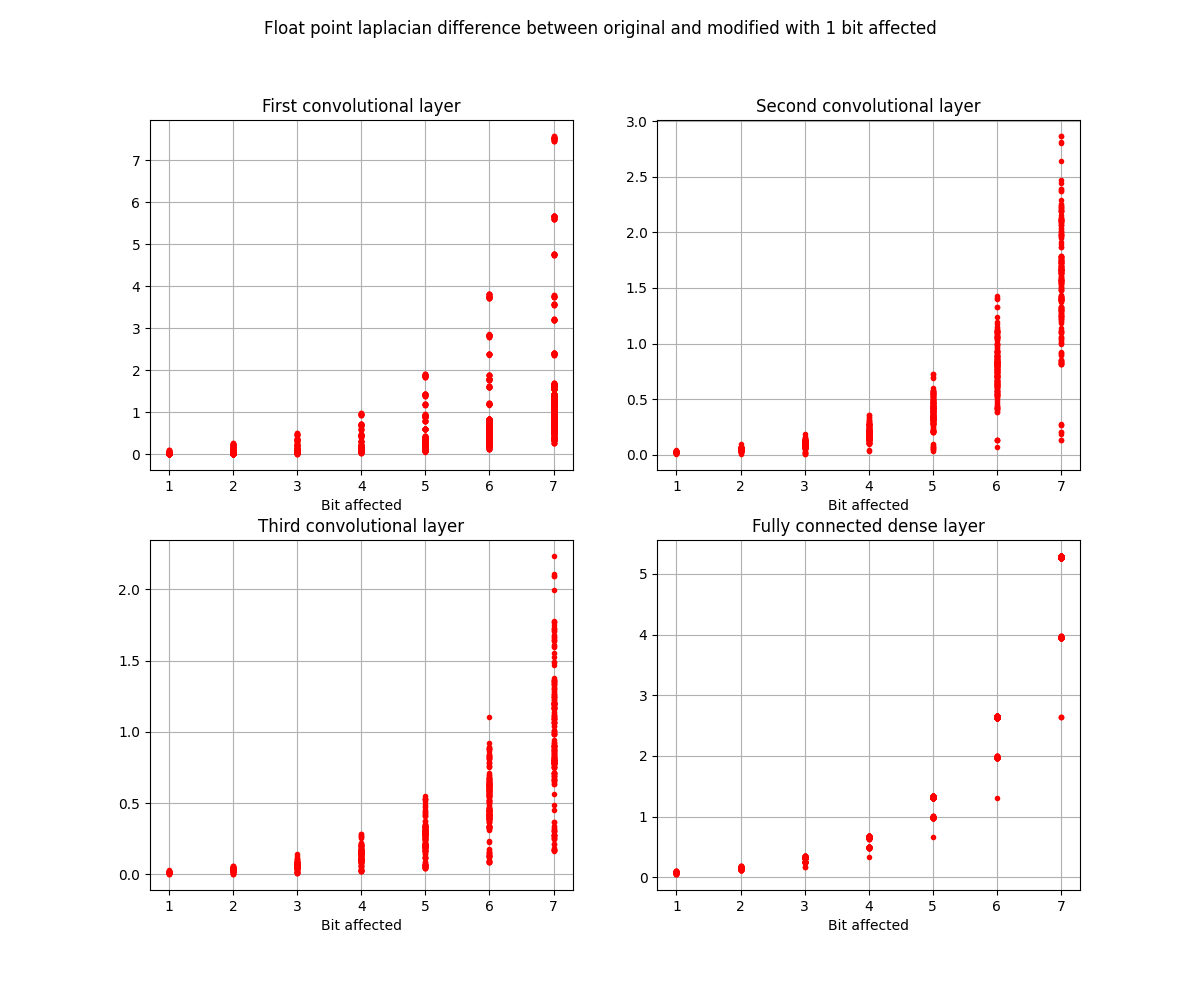 Float point laplacian difference between original and modified with 1 bit affected
First convolutional layer
7
6
5
4
3
2
1
0
1 2 3 4 5 6 7
Bit affected
Second convolutional layer
3.0
2.5
2.0
1.5
1.0
0.5
0.0
1 2 3 4 5 6 7
Bit affected
Third convolutional layer
2.0
1.5
1.0
0.5
0.0
1 2 3 4 5 6 7
Bit affected
Fully connected dense layer
5
4
3
2
1
0
1 2 3 4 5 6 7
Bit affected